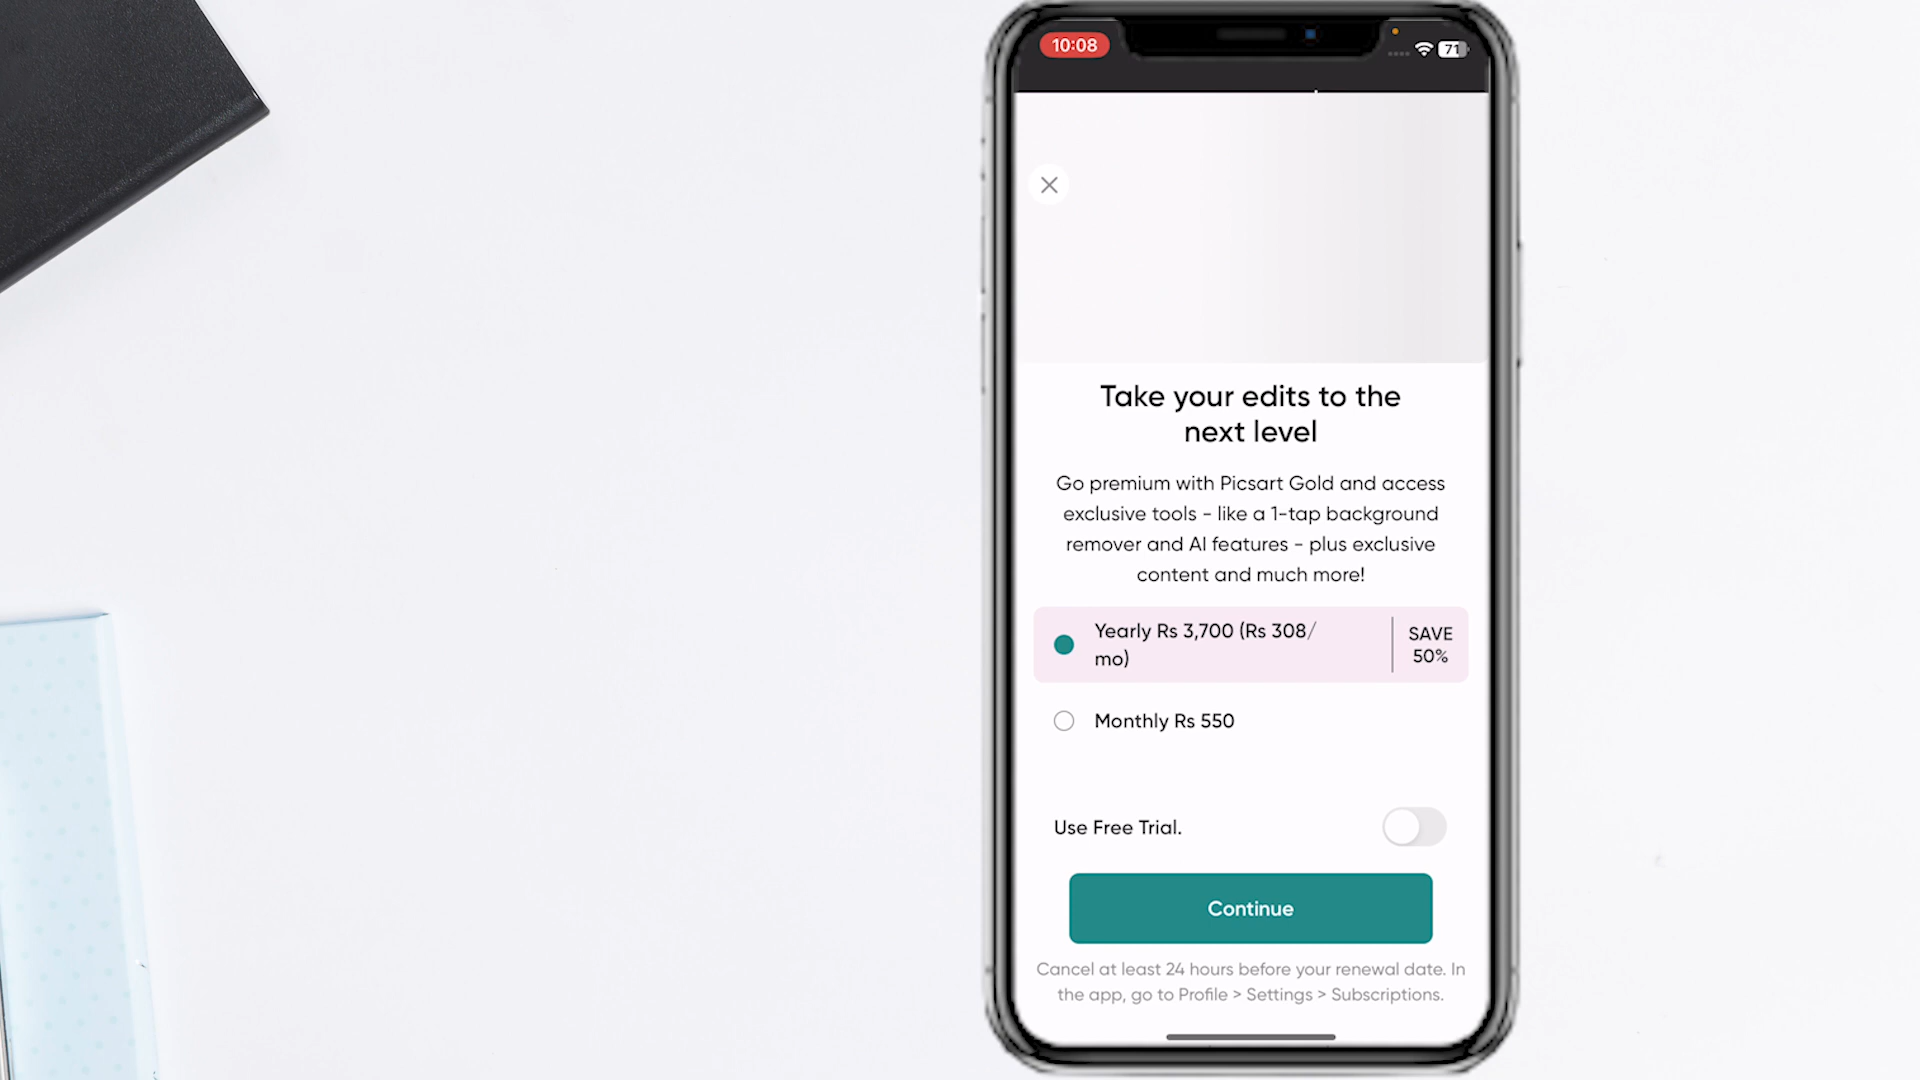 10:08
71
Take your edits to the
next level
Go premium with Picsart Gold and access
exclusive tools - like a 1-tap background
remover and AI features - plus exclusive
content and much more!
Yearly Rs 3,700 (Rs 308/
mo)
SAVE
50%
Monthly Rs 550
Use Free Trial.
Continue
Cancel at least 24 hours before your renewal date. In
the app, go to Profile > Settings > Subscriptions.